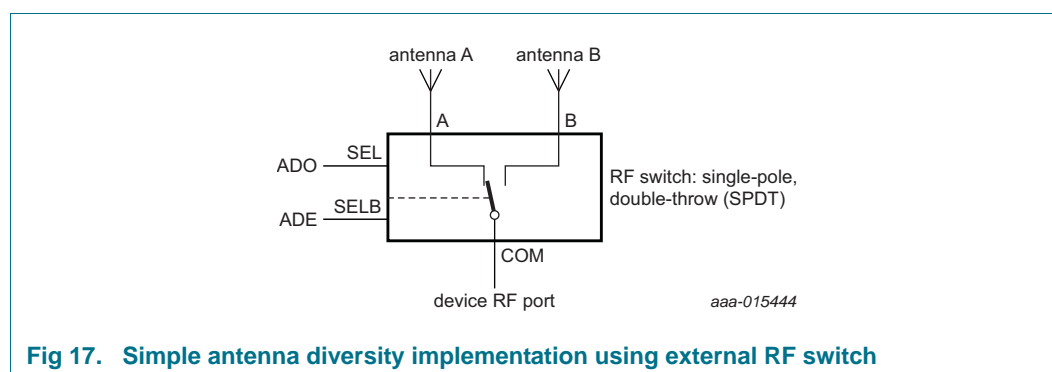 antenna A
antenna B
A
B
ADO
SEL
ADE
SELB
RF switch: single-pole,
double-throw (SPDT)
COM
device RF port
aaa-015444
Fig 17. Simple antenna diversity implementation using external RF switch